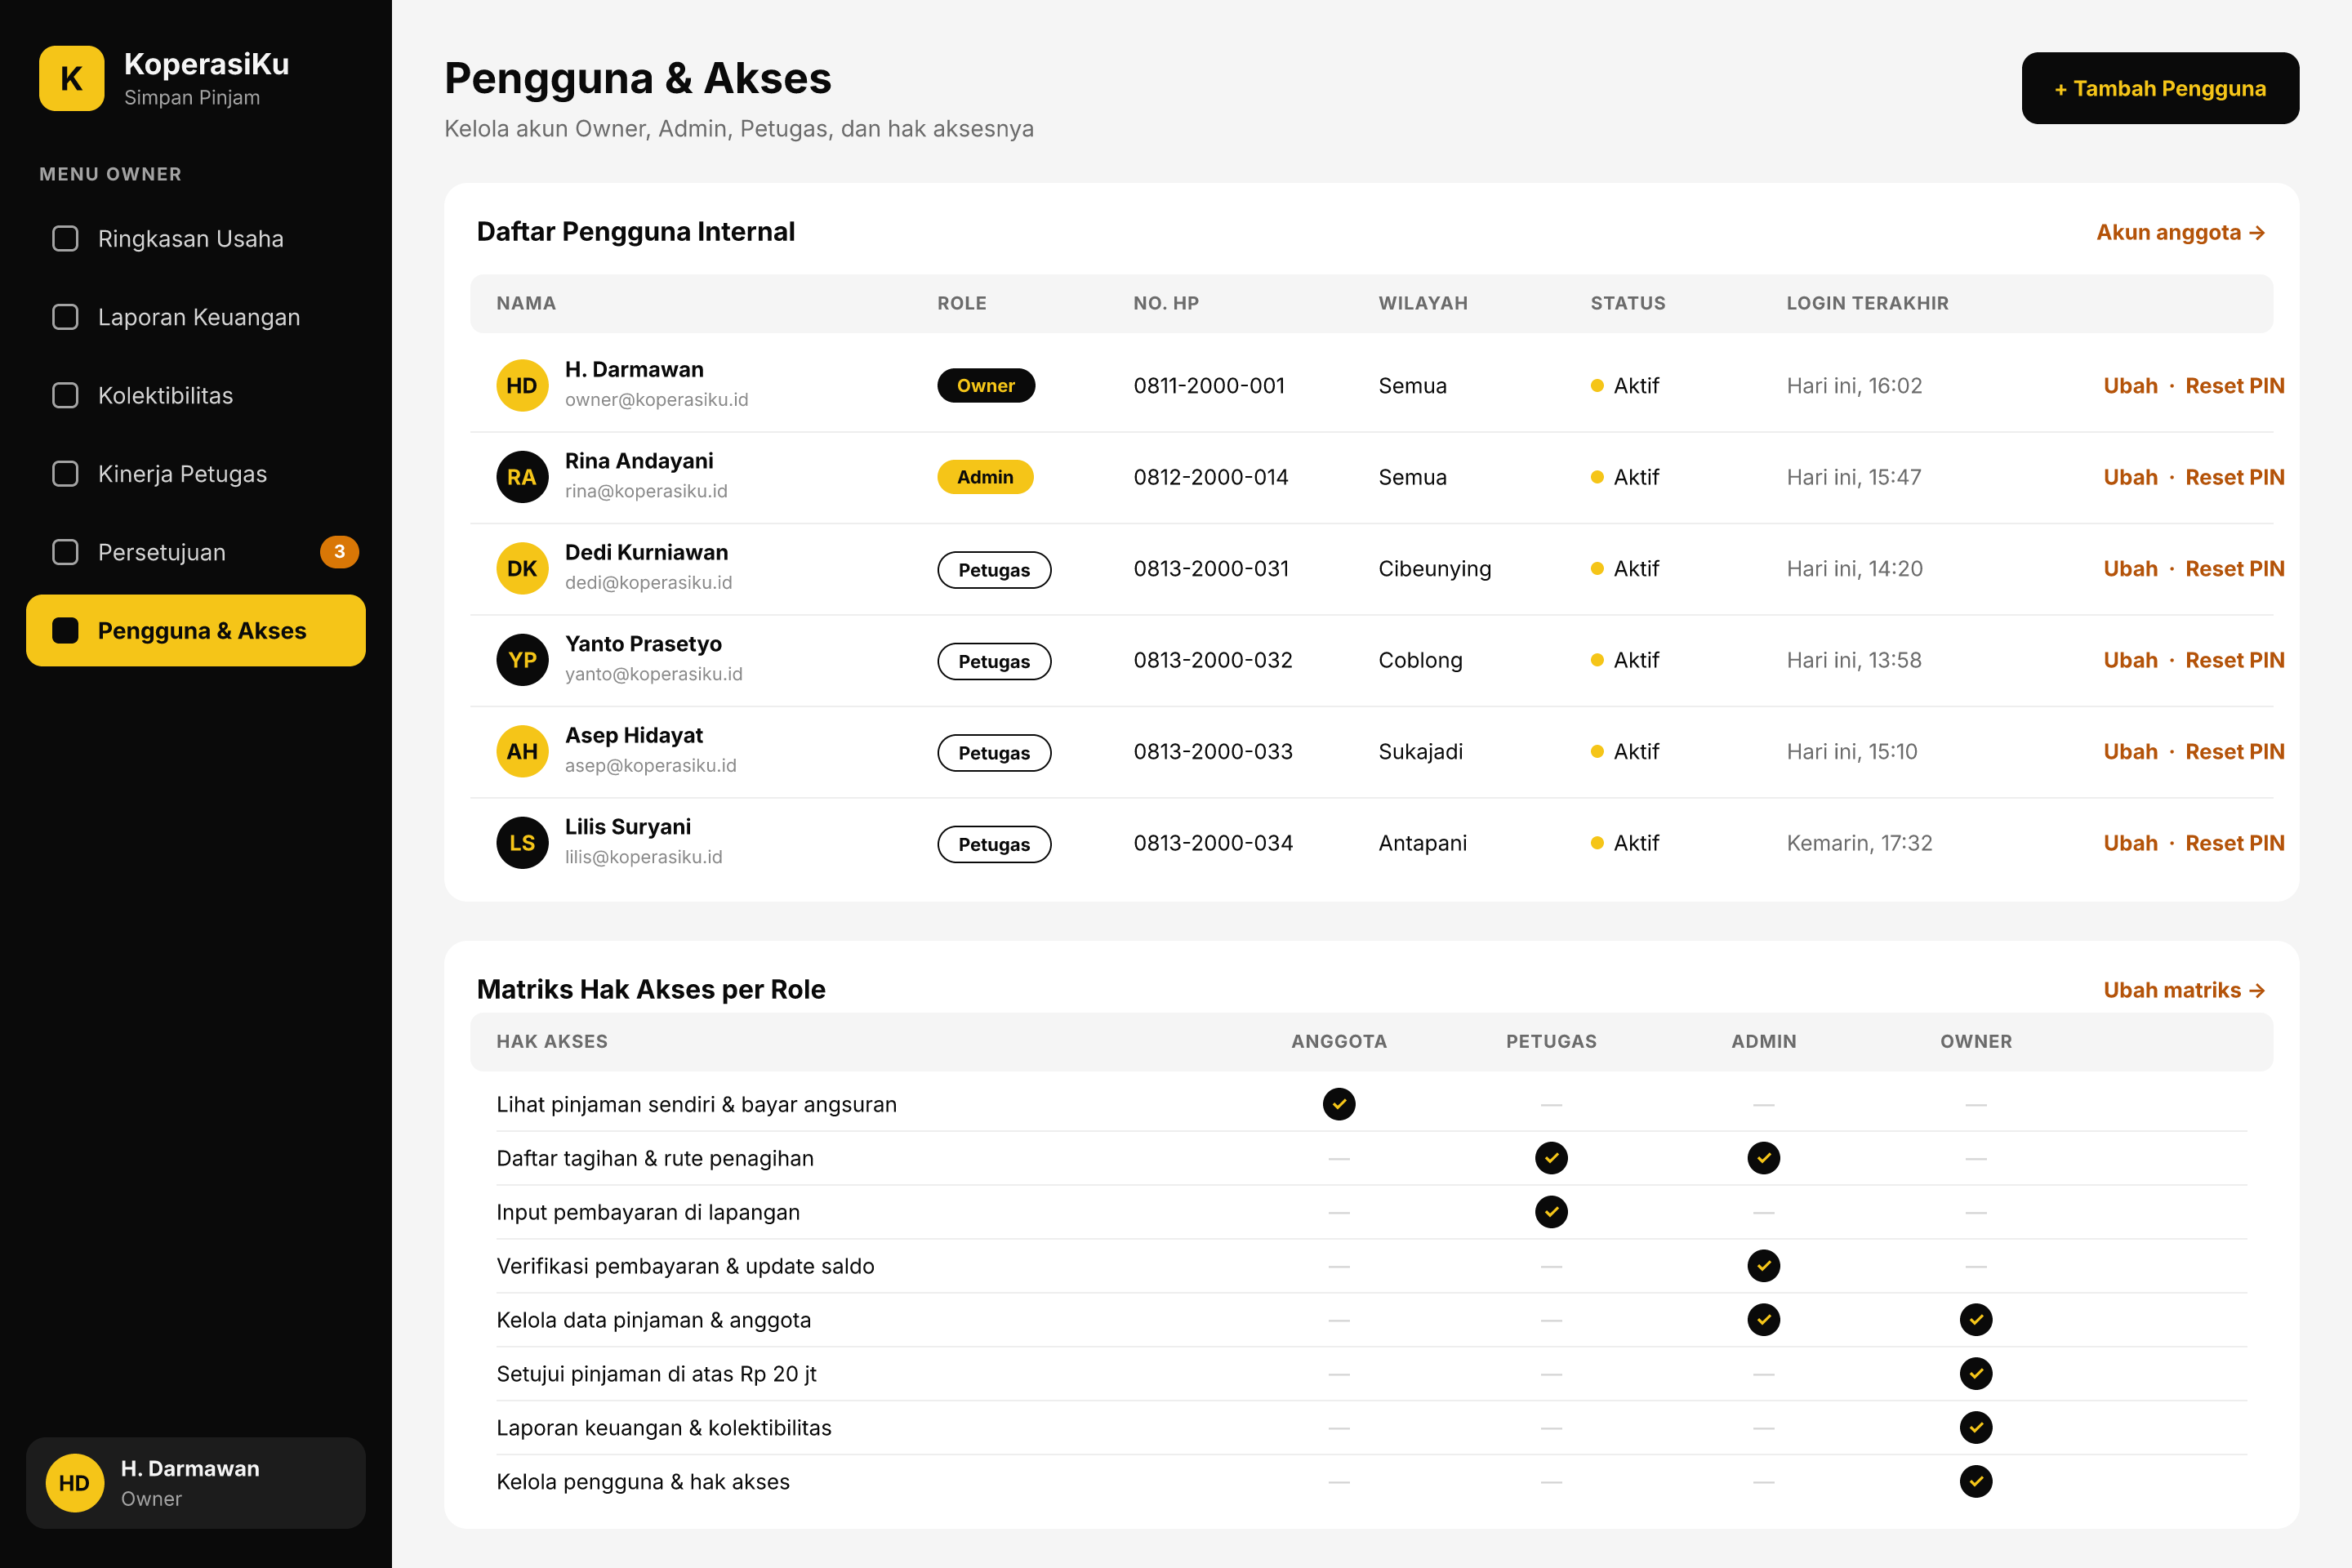 K
KoperasiKu
Simpan Pinjam
MENU OWNER
Ringkasan Usaha
Laporan Keuangan
Kolektibilitas
Kinerja Petugas
Persetujuan 3
Pengguna & Akses
HD
H. Darmawan
Owner
Pengguna & Akses
Kelola akun Owner, Admin, Petugas, dan hak aksesnya
+ Tambah Pengguna
Daftar Pengguna Internal
Akun anggota →
NAMA ROLE NO. HP WILAYAH STATUS LOGIN TERAKHIR
HD H. Darmawan
owner@koperasiku.id
Owner 0811-2000-001 Semua Aktif Hari ini, 16:02 Ubah · Reset PIN
RA Rina Andayani
rina@koperasiku.id
Admin 0812-2000-014 Semua Aktif Hari ini, 15:47 Ubah · Reset PIN
DK Dedi Kurniawan
dedi@koperasiku.id
Petugas 0813-2000-031 Cibeunying Aktif Hari ini, 14:20 Ubah · Reset PIN
YP Yanto Prasetyo
yanto@koperasiku.id
Petugas 0813-2000-032 Coblong Aktif Hari ini, 13:58 Ubah · Reset PIN
AH Asep Hidayat
asep@koperasiku.id
Petugas 0813-2000-033 Sukajadi Aktif Hari ini, 15:10 Ubah · Reset PIN
LS Lilis Suryani
lilis@koperasiku.id
Petugas 0813-2000-034 Antapani Aktif Kemarin, 17:32 Ubah · Reset PIN
Matriks Hak Akses per Role
Ubah matriks →
HAK AKSES ANGGOTA PETUGAS ADMIN OWNER
Lihat pinjaman sendiri & bayar angsuran ✓ — — —
Daftar tagihan & rute penagihan — ✓ ✓ —
Input pembayaran di lapangan — ✓ — —
Verifikasi pembayaran & update saldo — — ✓ —
Kelola data pinjaman & anggota — — ✓ ✓
Setujui pinjaman di atas Rp 20 jt — — — ✓
Laporan keuangan & kolektibilitas — — — ✓
Kelola pengguna & hak akses — — — ✓